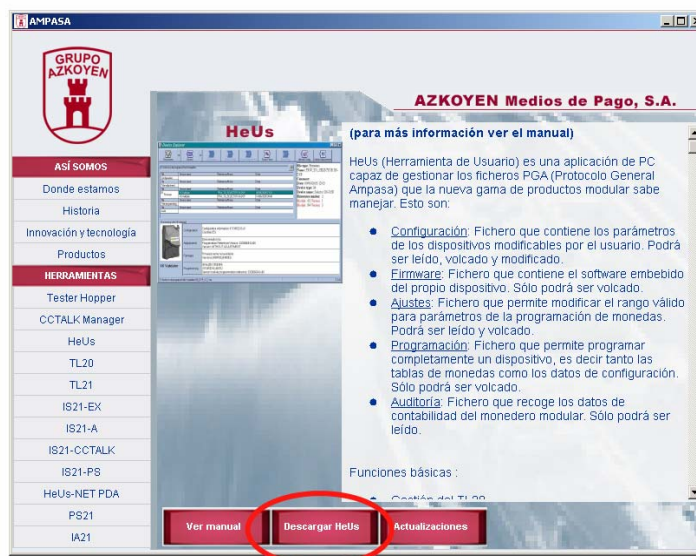 AMPASA
GRUPO
AZKOYEN
ASÍ SOMOS
Donde estamos
Historia
Innovación y tecnología
Productos
HERRAMIENTAS
Tester Hopper
CCTALK Manager
HeUs
TL20
TL21
IS21-EX
IS21-A
IS21-CCTALK
IS21-PS
HeUs-NET PDA
PS21
IA21
AZKOYEN Medios de Pago, S.A.
HeUs
(para más información ver el manual)
HeUs (Herramienta de Usuario) es una aplicación de PC
capaz de gestionar los ficheros PGA (Protocolo General
Ampasa) que la nueva gama de productos modular sabe
manejar. Esto son:
Configuración: Fichero que contiene los parámetros
de los dispositivos modificables por el usuario. Podrá
ser leído, volcado y modificado.
Firmware: Fichero que contiene el software embebido
del propio dispositivo. Sólo podrá ser volcado.
Ajustes: Fichero que permite modificar el rango válido
para parámetros de la programación de monedas.
Podrá ser leído y volcado.
Programación: Fichero que permite programar
completamente un dispositivo, es decir tanto las
tablas de monedas como los datos de configuración.
Sólo podrá ser volcado.
Auditoría: Fichero que recoge los datos de
contabilidad del monedero modular. Sólo podrá ser
leído.
Funciones básicas :
Ver manual
Descargar HeUs
Actualizaciones